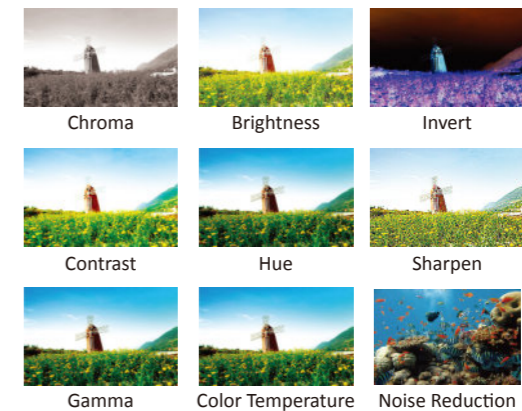 Chroma
Brightness
Invert
Contrast
Hue
Sharpen
Gamma
Color Temperature
Noise Reduction